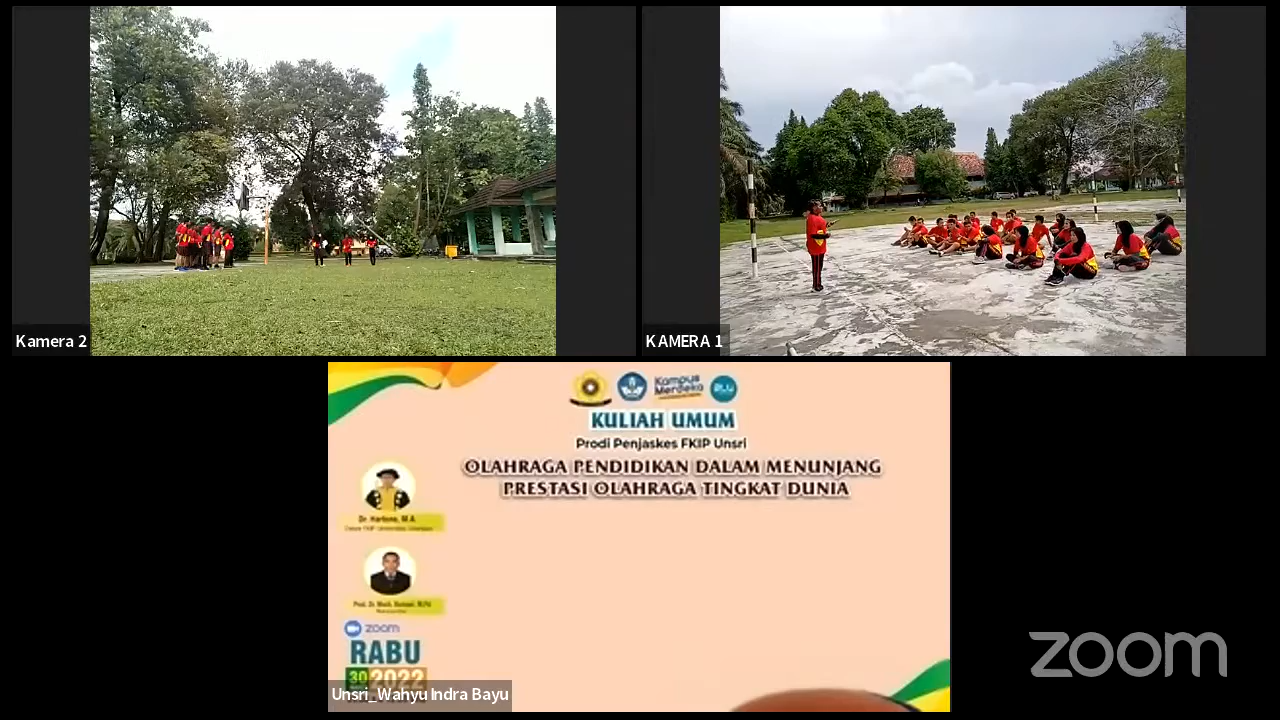 Kamera 2
KAMERA 1
Kampus
Merdeka
KULIAH UMUM
Prodi Penjaskes FKIP Unsri
OLAHRAGA PENDIDIKAN DALAM MENUNJANG
PRESTASI OLAHRAGA TINGKAT DUNIA
Dr. Hartono, M.A.
zoom
RABU
30 2022
Unsri_Wahyu Indra Bayu
zoom